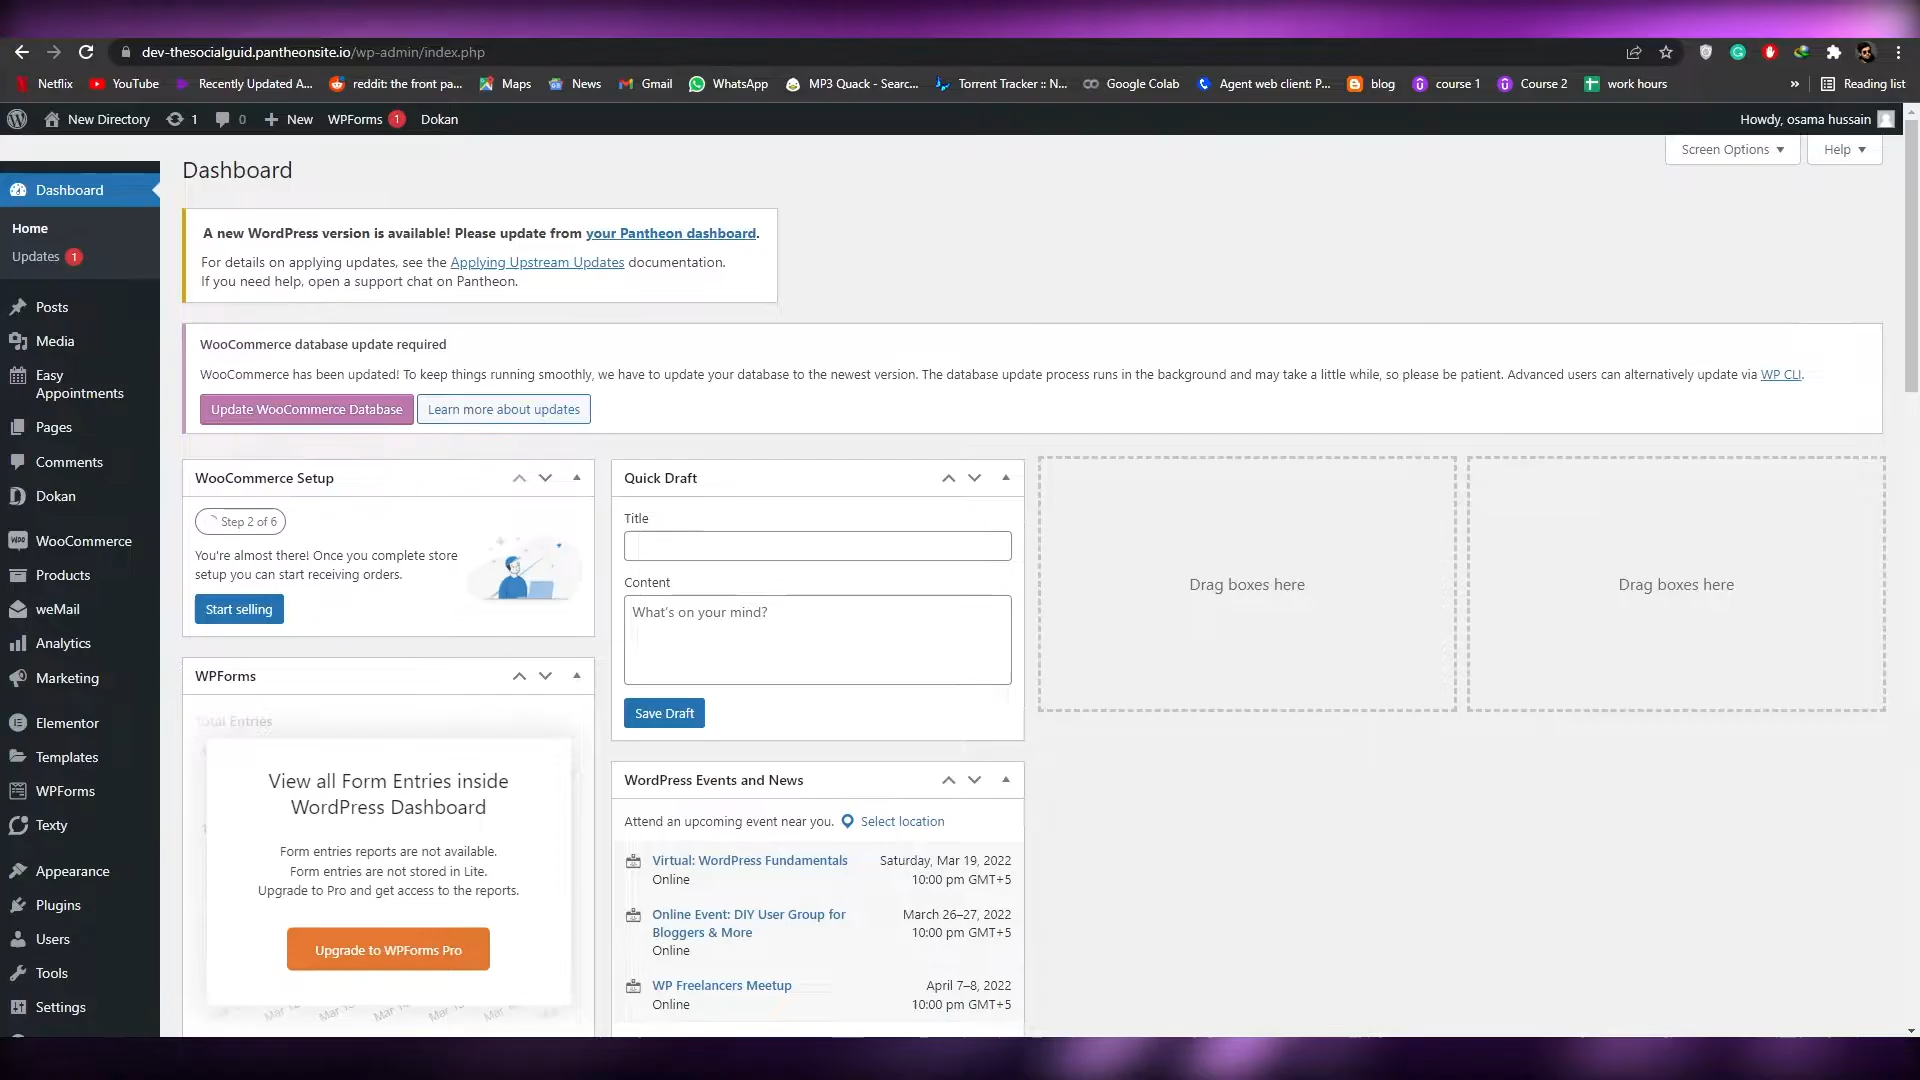 dev-thesocialguid.pantheonsite.io/wp-admin/index.php
Netflix YouTube Recently Updated A... reddit: the front pa... Maps News Gmail WhatsApp MP3 Quack - Searc... Torrent Tracker :: N... Google Colab Agent web client: P... blog course 1 Course 2 work hours » Reading list
New Directory 1 0 New WPForms 1 Dokan Howdy, osama hussain
Screen Options Help
Dashboard
Home
Updates 1
Posts
Media
Easy
Appointments
Pages
Comments
Dokan
WooCommerce
Products
weMail
Analytics
Marketing
Elementor
Templates
WPForms
Texty
Appearance
Plugins
Users
Tools
Settings
Dashboard
A new WordPress version is available! Please update from your Pantheon dashboard.
For details on applying updates, see the Applying Upstream Updates documentation.
If you need help, open a support chat on Pantheon.
WooCommerce database update required
WooCommerce has been updated! To keep things running smoothly, we have to update your database to the newest version. The database update process runs in the background and may take a little while, so please be patient. Advanced users can alternatively update via WP CLI.
Update WooCommerce Database Learn more about updates
WooCommerce Setup
Step 2 of 6
You're almost there! Once you complete store
setup you can start receiving orders.
Start selling
WPForms
Total Entries
View all Form Entries inside
WordPress Dashboard
Form entries reports are not available.
Form entries are not stored in Lite.
Upgrade to Pro and get access to the reports.
Upgrade to WPForms Pro
Quick Draft
Title
Content
What's on your mind?
Save Draft
WordPress Events and News
Attend an upcoming event near you. Select location
Virtual: WordPress Fundamentals Saturday, Mar 19, 2022
Online 10:00 pm GMT+5
Online Event: DIY User Group for March 26–27, 2022
Bloggers & More 10:00 pm GMT+5
Online
WP Freelancers Meetup April 7–8, 2022
Online 10:00 pm GMT+5
Drag boxes here
Drag boxes here